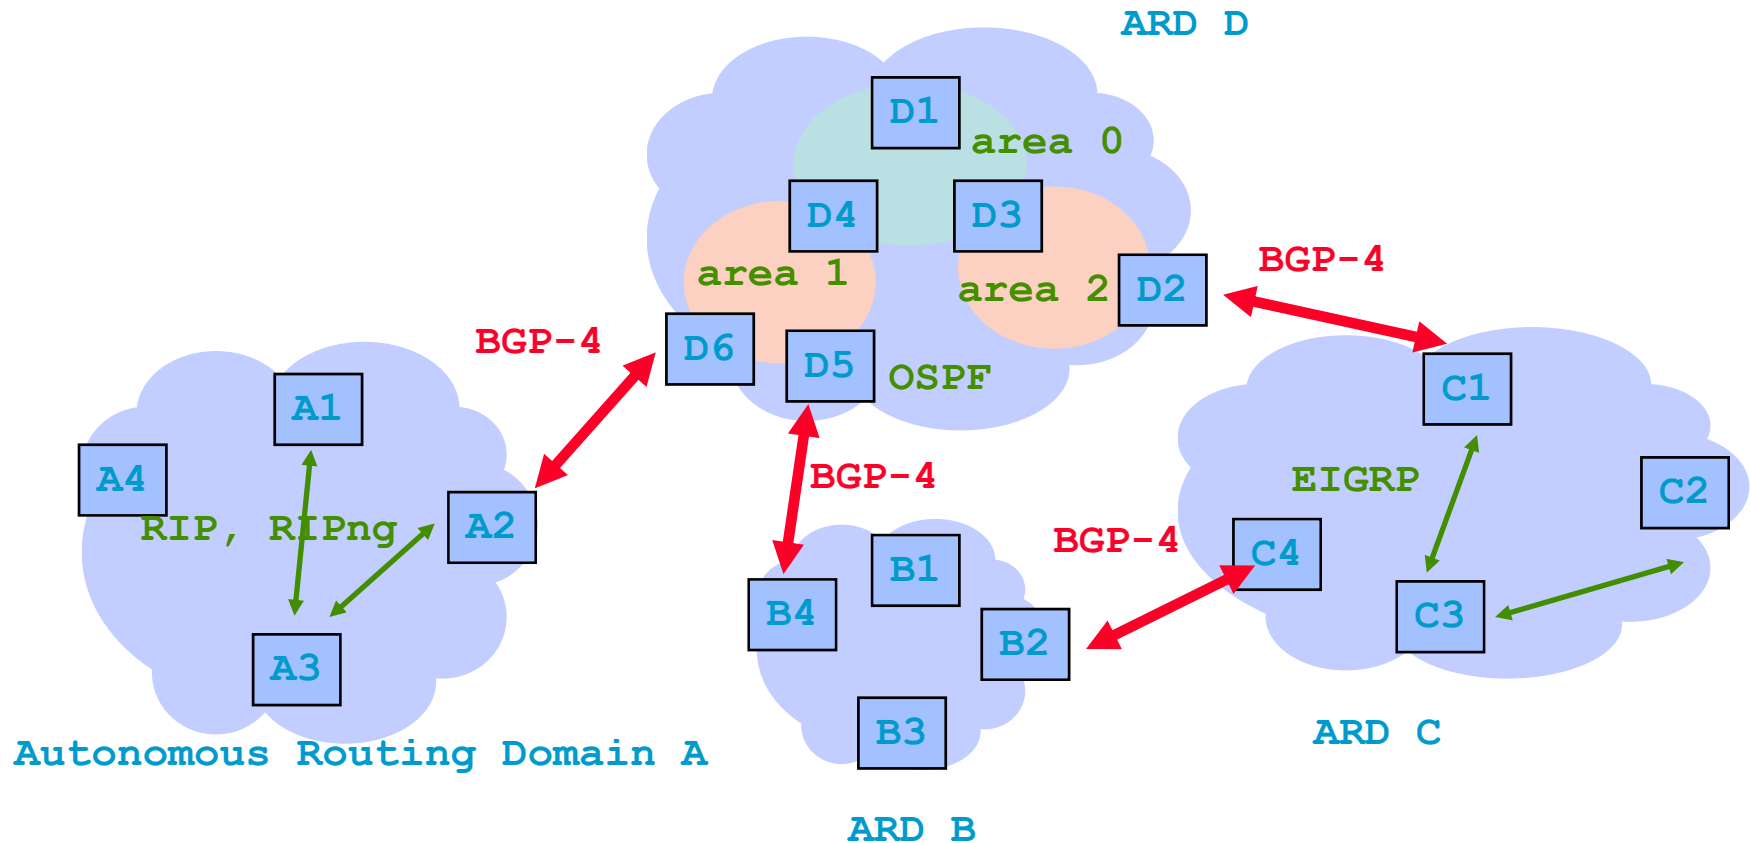 ARD D
D1
area 0
D4
D3
area 1
area 2
D2
BGP-4
BGP-4
D6
D5
OSPF
A1
C1
A4
BGP-4
EIGRP
C2
RIP, RIPng
A2
BGP-4
C4
B1
B4
B2
C3
A3
B3
ARD C
Autonomous Routing Domain A
ARD B